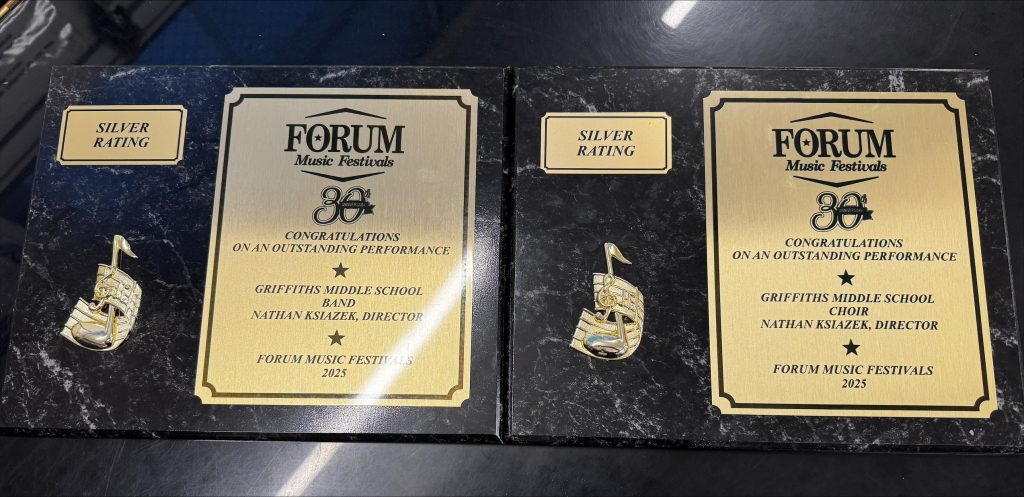 SILVER
RATING
FORUM
Music Festivals
30th
CONGRATULATIONS
ON AN OUTSTANDING PERFORMANCE
GRIFFITHS MIDDLE SCHOOL
BAND
NATHAN KSIAZEK, DIRECTOR
FORUM MUSIC FESTIVALS
2025
SILVER
RATING
FORUM
Music Festivals
30th
CONGRATULATIONS
ON AN OUTSTANDING PERFORMANCE
GRIFFITHS MIDDLE SCHOOL
CHOIR
NATHAN KSIAZEK, DIRECTOR
FORUM MUSIC FESTIVALS
2025